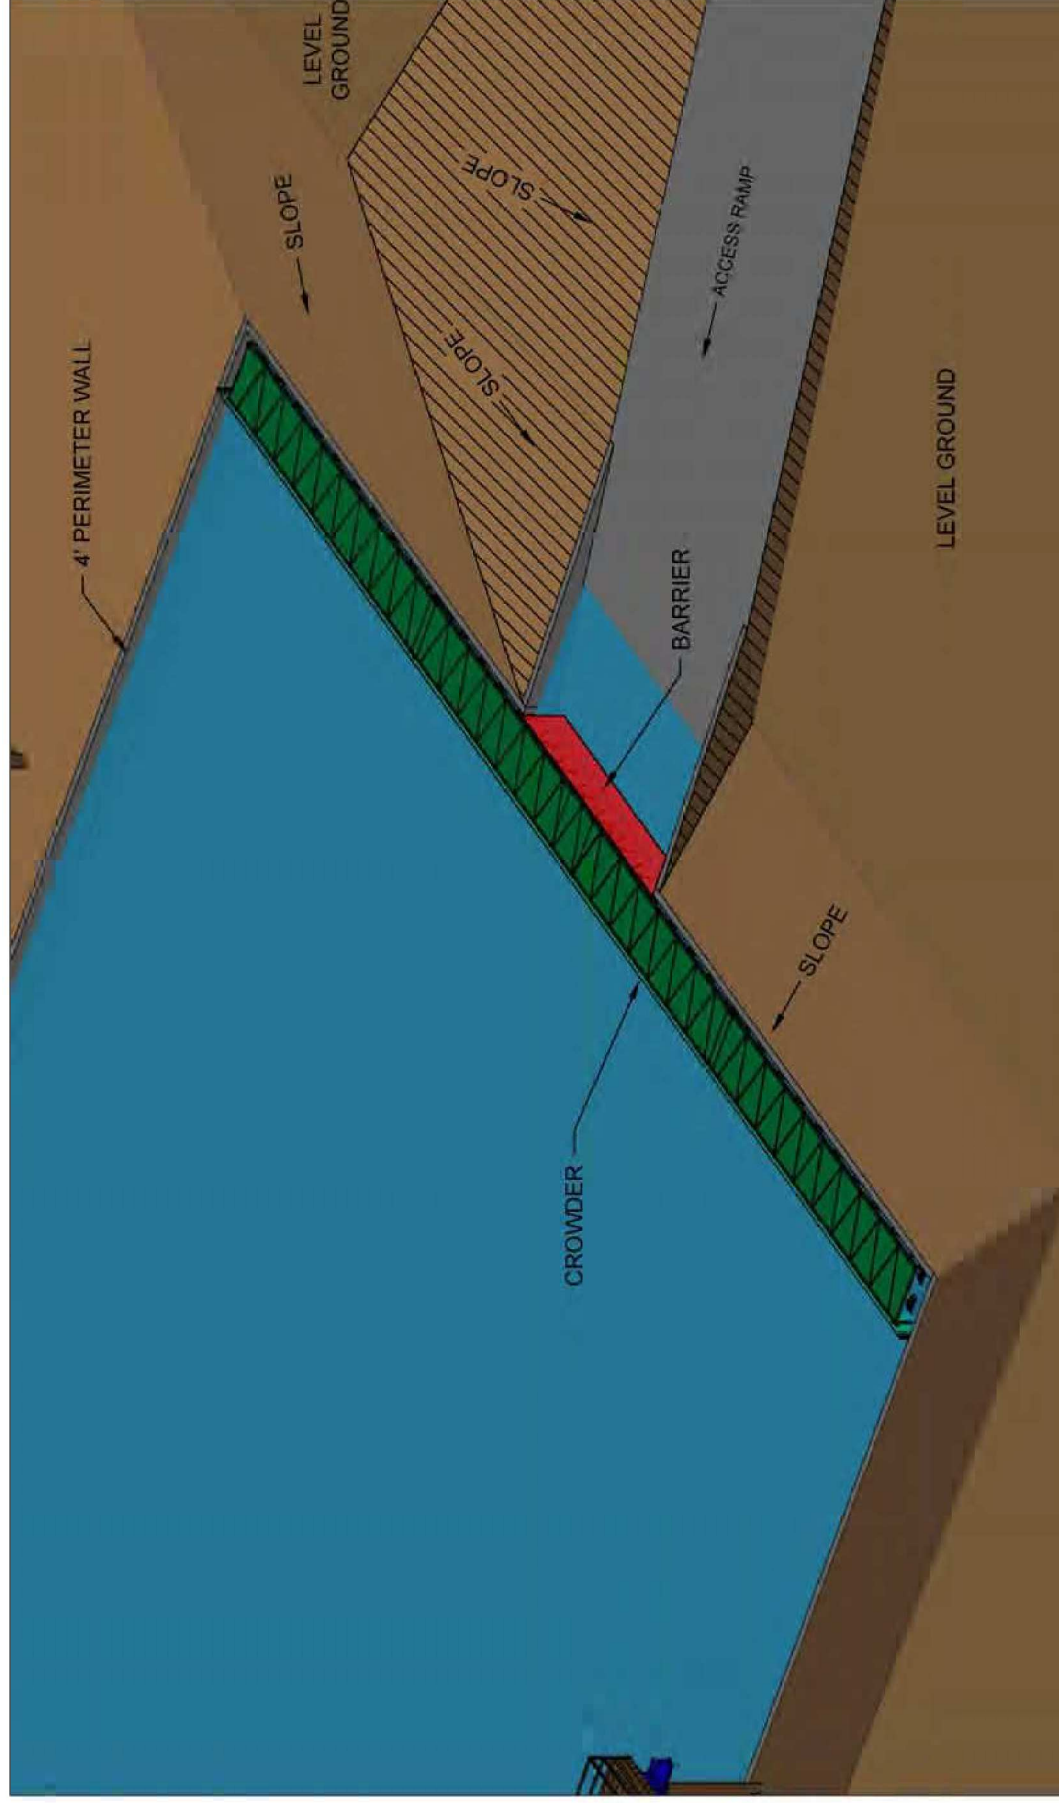 LEVEL
GROUND
SLOPE
SLOPE
SLOPE
ACCESS RAMP
4' PERIMETER WALL
LEVEL GROUND
BARRIER
SLOPE
CROWDER